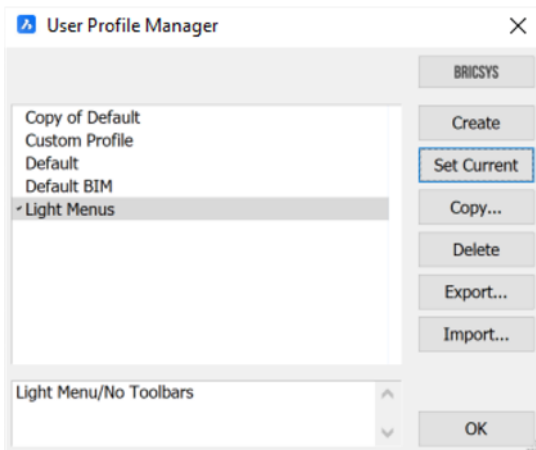 User Profile Manager
BRICSYS
Copy of Default
Custom Profile
Default
Default BIM
Light Menus
Create
Set Current
Copy...
Delete
Export...
Import...
Light Menu/No Toolbars
OK